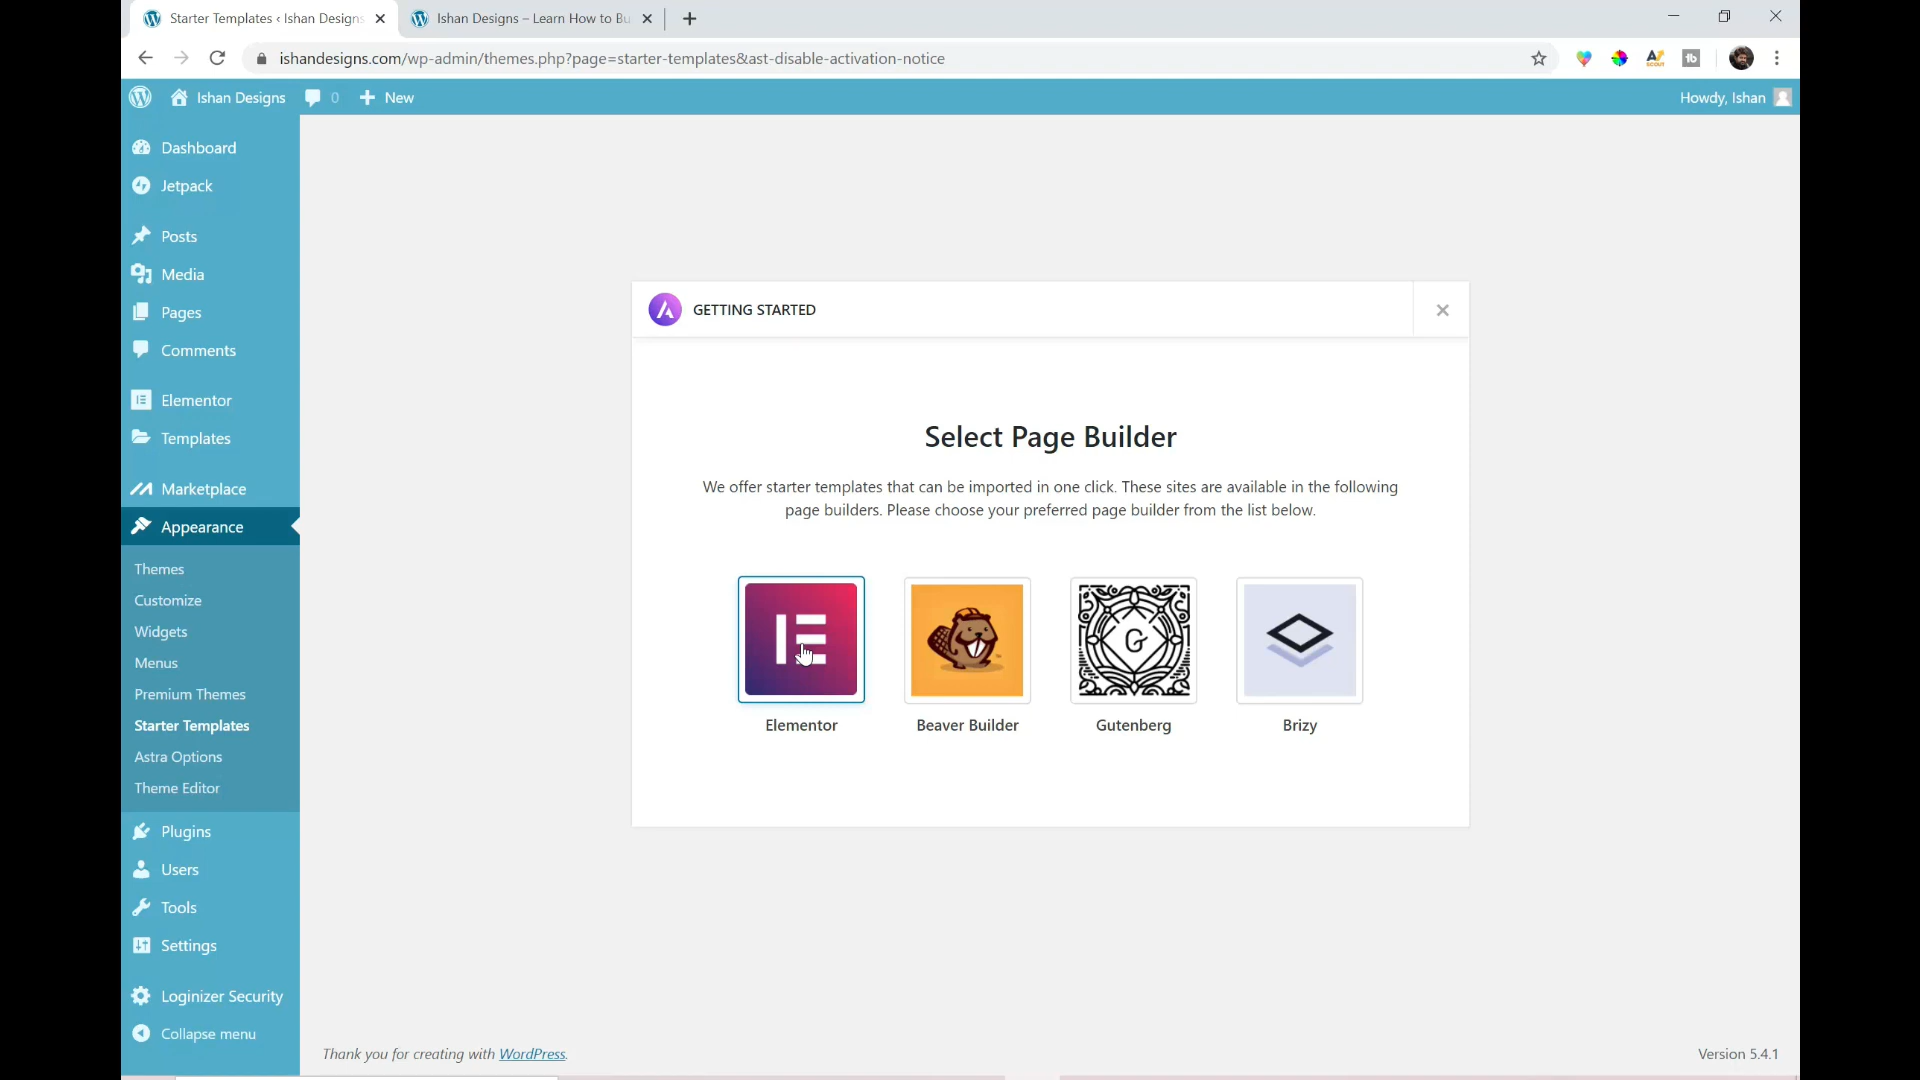 Starter Templates ‹ Ishan Designs
Ishan Designs – Learn How to Bu
ishandesigns.com/wp-admin/themes.php?page=starter-templates&ast-disable-activation-notice
Ishan Designs
0
New
Howdy, Ishan
Dashboard
Jetpack
Posts
Media
Pages
Comments
Elementor
Templates
Marketplace
Appearance
Themes
Customize
Widgets
Menus
Premium Themes
Starter Templates
Astra Options
Theme Editor
Plugins
Users
Tools
Settings
Loginizer Security
Collapse menu
GETTING STARTED
Select Page Builder
We offer starter templates that can be imported in one click. These sites are available in the following
page builders. Please choose your preferred page builder from the list below.
G
Elementor
Beaver Builder
Gutenberg
Brizy
Thank you for creating with WordPress.
Version 5.4.1